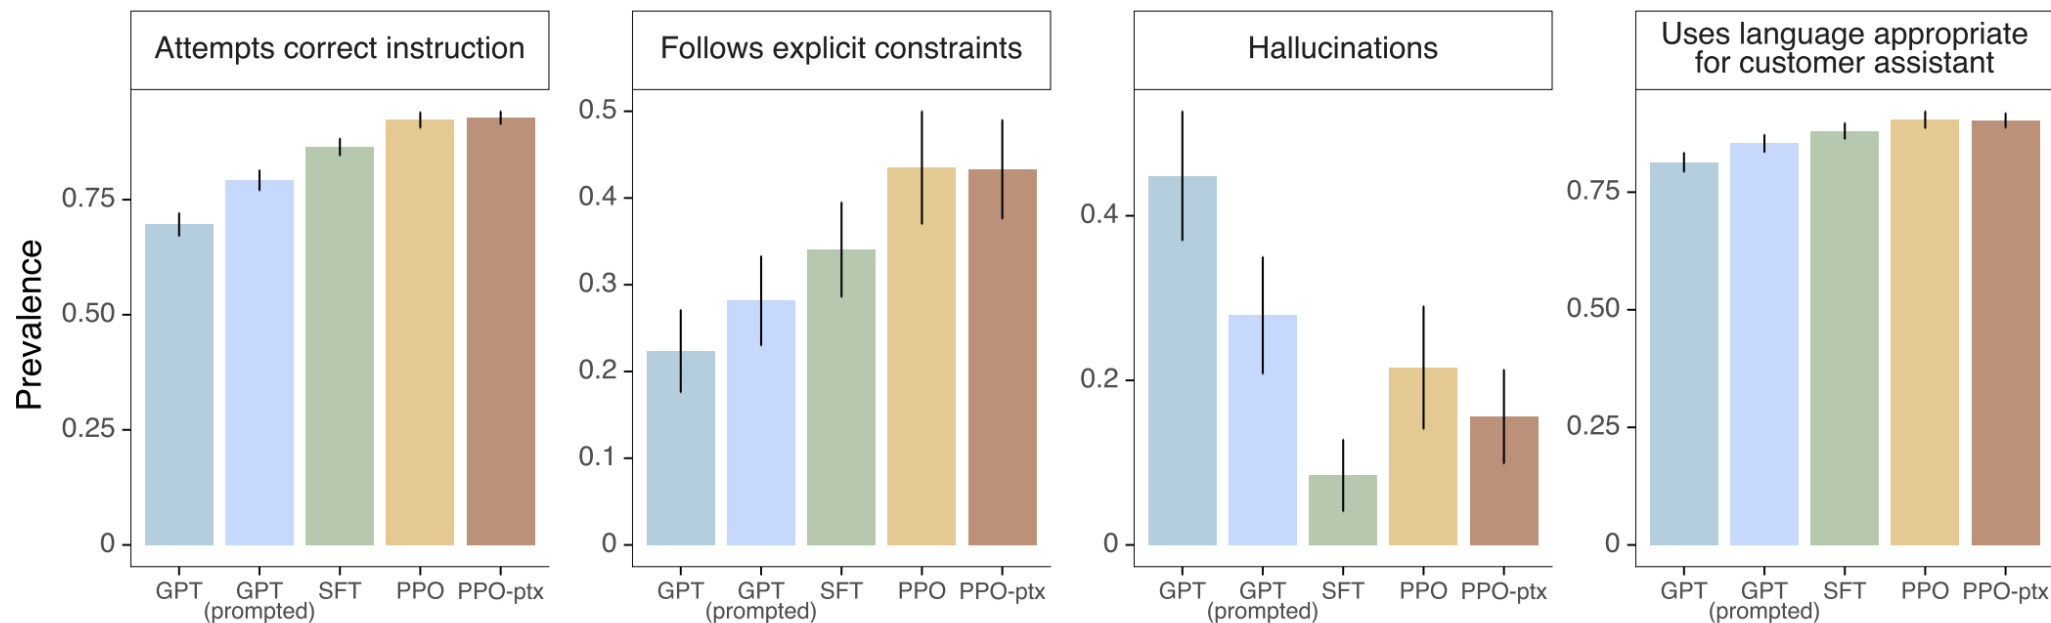 Attempts correct instruction
Follows explicit constraints
Hallucinations
Uses language appropriate
for customer assistant
Prevalence
0.75
0.50
0.25
0
GPT
GPT
(prompted)
SFT
PPO
PPO-ptx
0.5
0.4
0.3
0.2
0.1
0
GPT
GPT
(prompted)
SFT
PPO
PPO-ptx
0.4
0.2
0
GPT
GPT
(prompted)
SFT
PPO
PPO-ptx
0.75
0.50
0.25
0
GPT
GPT
(prompted)
SFT
PPO
PPO-ptx